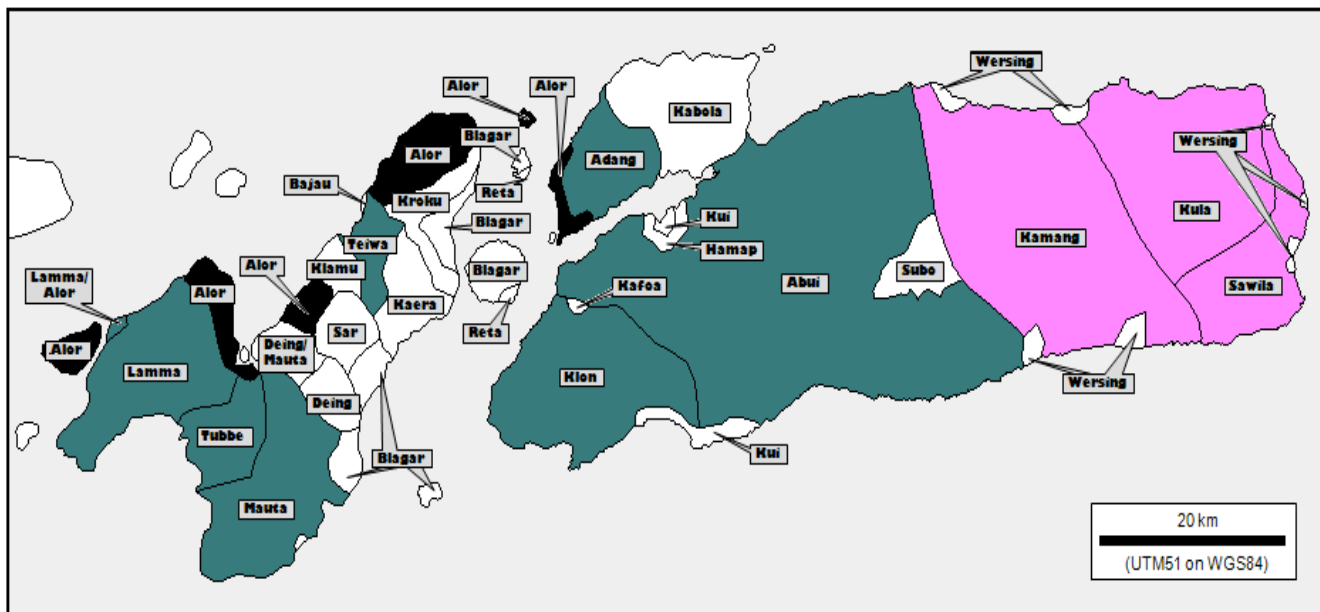 Wersing
Alor
Alor
Kabola
Blagar
Adang
Wersing
Alor
Bajau
Reta
Kroku
Kui
Kula
Blagar
Kamang
Teiwa
Hamap
Alor
Klamu
Blagar
Subo
Lamma/
Alor
Alor
Kafoa
Abui
Sawila
Kaera
Sar
Reta
Alor
Deing/
Mauta
Lamma
Klon
Wersing
Deing
Tubbe
Kui
Blagar
Mauta
20 km
(UTM51 on WGS84)